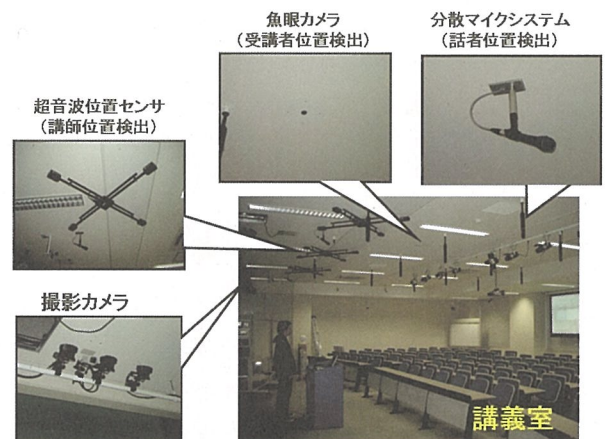 魚眼カメラ
(受講者位置検出)
分散マイクシステム
(話者位置検出)
超音波位置センサ
(講師位置検出)
撮影カメラ
講義室